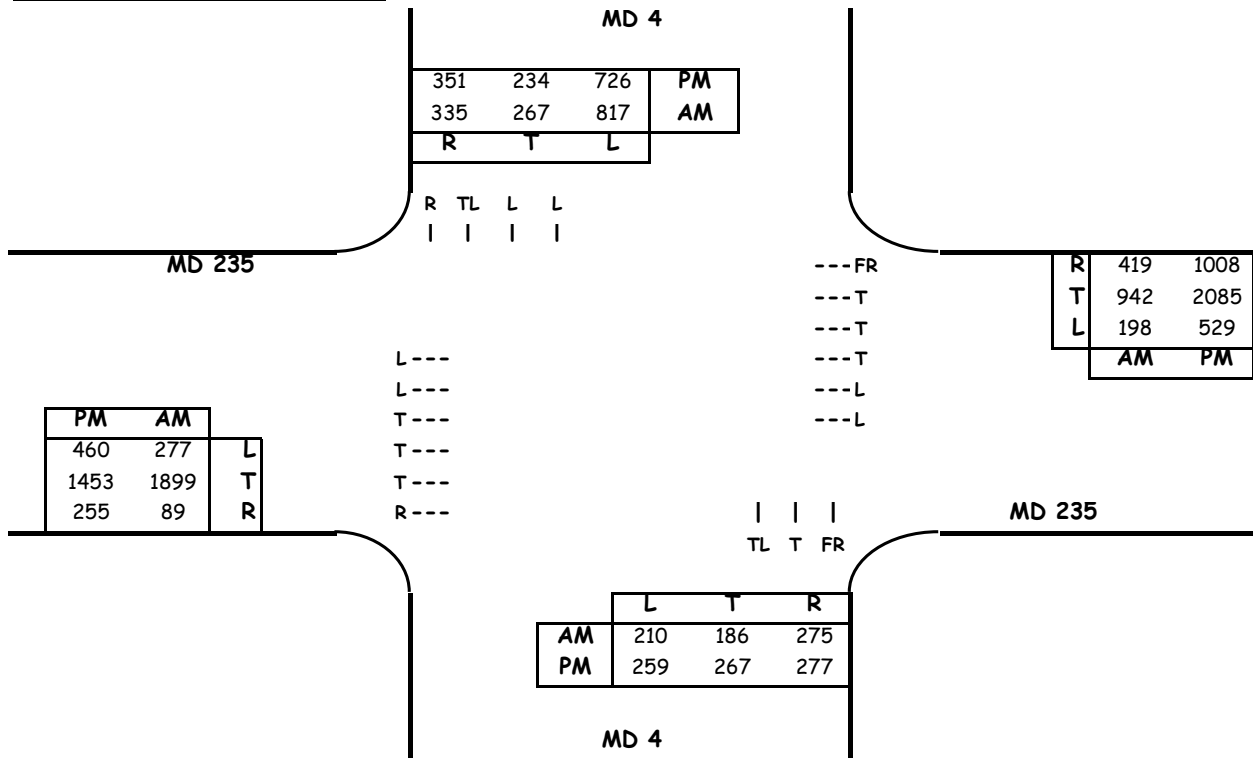 MD 4
351 234 726 PM
335 267 817 AM
R T L
R TL L L
MD 235
---FR
---T
---T
---T
---L
---L
R 419 1008
T 942 2085
L 198 529
AM PM
L---
L---
T---
T---
T---
R---
PM AM
460 277 L
1453 1899 T
255 89 R
MD 235
TL T FR
L T R
AM 210 186 275
PM 259 267 277
MD 4